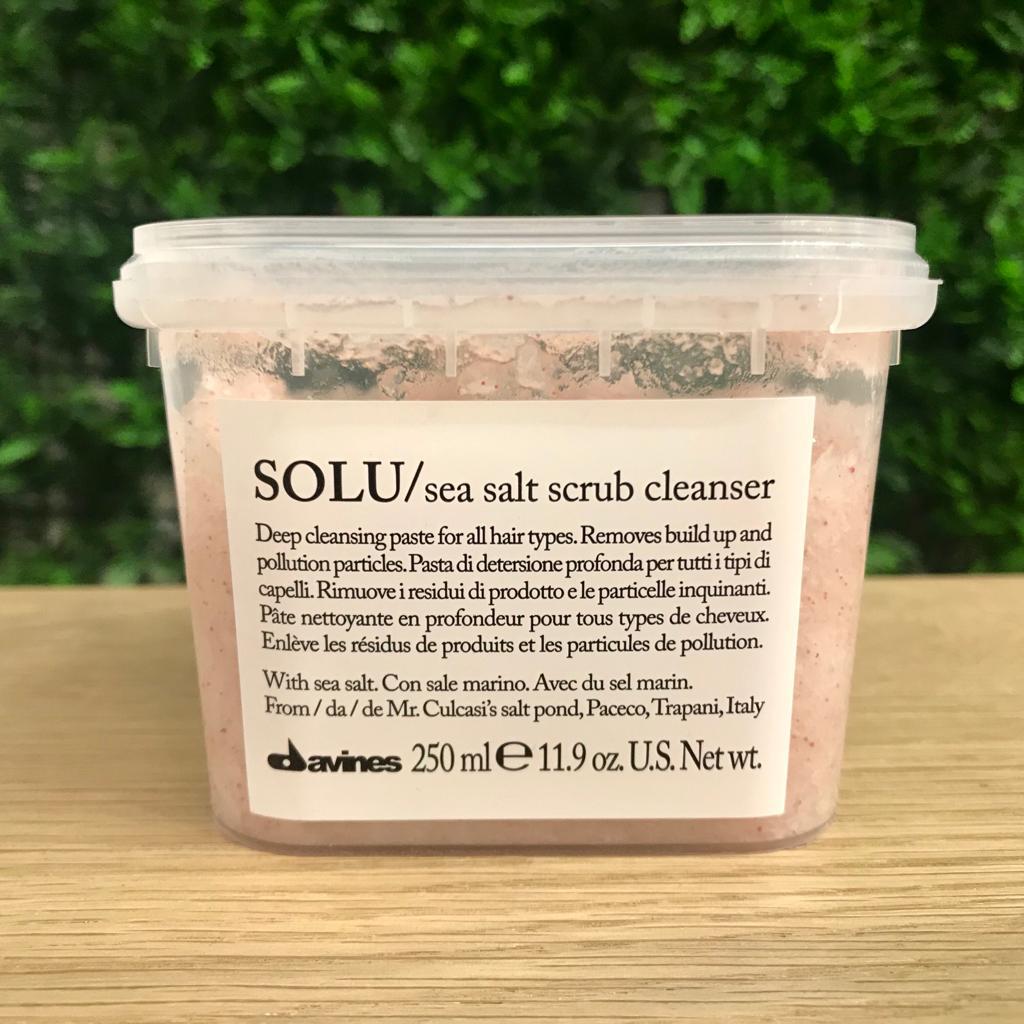 SOLU/sea salt scrub cleanser
Deep cleansing paste for all hair types. Removes build up and
pollution particles. Pasta di detersione profonda per tutti i tipi di
capelli. Rimuove i residui di prodotto e le particelle inquinanti.
Pâte nettoyante en profondeur pour tous types de cheveux.
Enlève les résidus de produits et les particules de pollution.
With sea salt. Con sale marino. Avec du sel marin.
From / da / de Mr. Culcasi's salt pond, Paceco, Trapani, Italy
davines 250 ml ℮ 11.9 oz. U.S. Net wt.